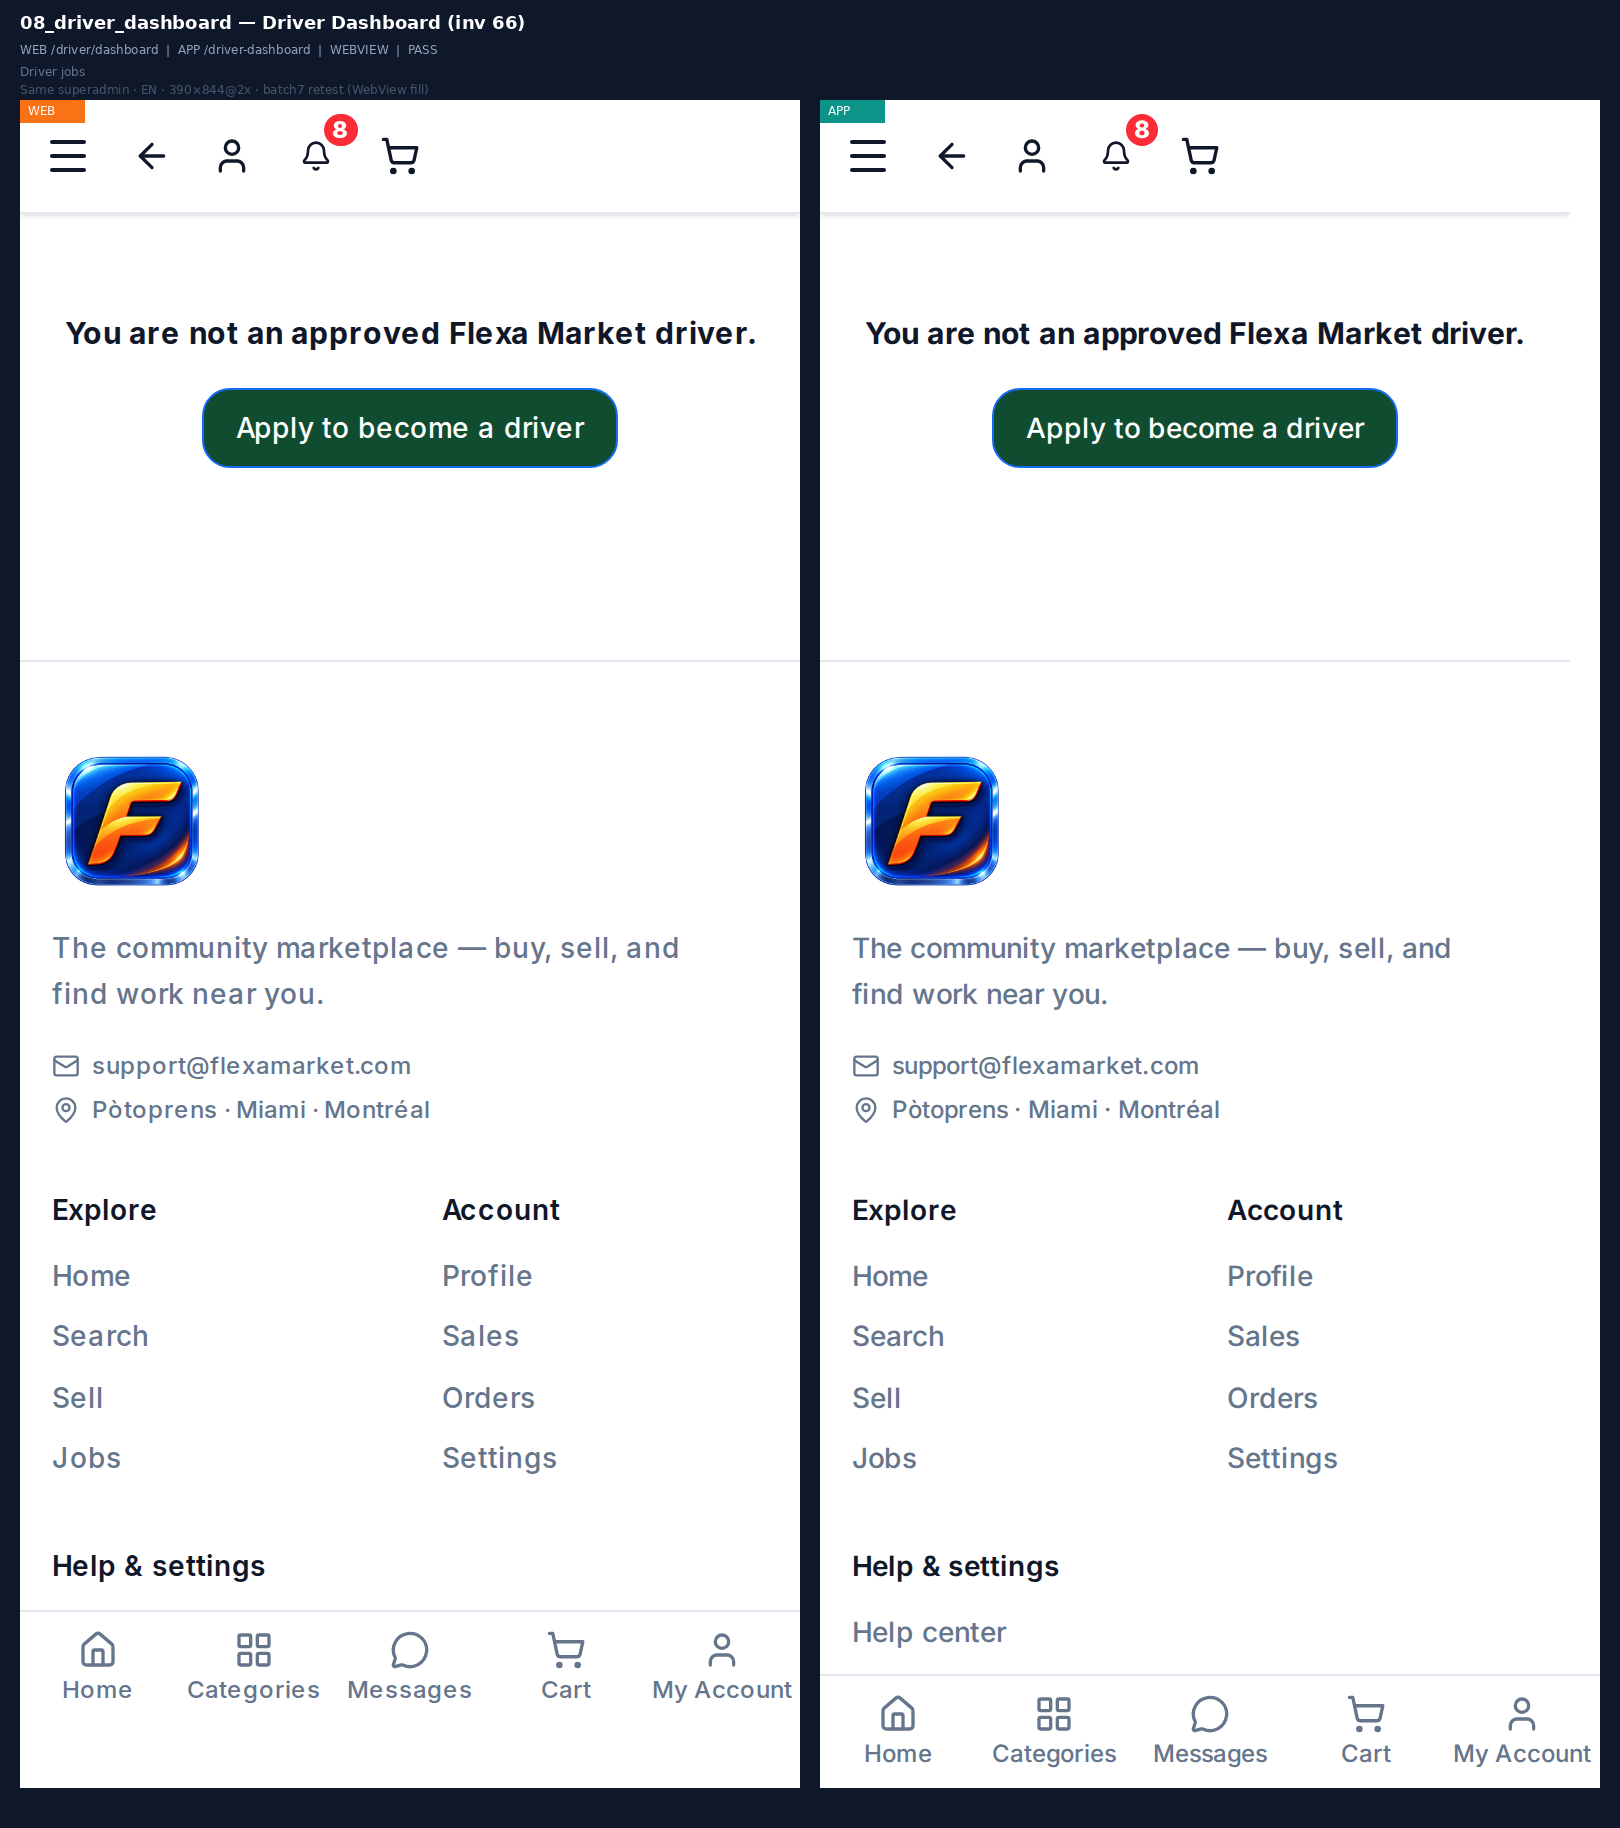 08_driver_dashboard — Driver Dashboard (inv 66)
WEB /driver/dashboard | APP /driver-dashboard | WEBVIEW | PASS
Driver jobs
Same superadmin · EN · 390×844@2x · batch7 retest (WebView fill)
WEB
8
You are not an approved Flexa Market driver.
Apply to become a driver
F
The community marketplace — buy, sell, and
find work near you.
support@flexamarket.com
Pòtoprens · Miami · Montréal
Explore
Account
Home
Profile
Search
Sales
Sell
Orders
Jobs
Settings
Help & settings
Home
Categories
Messages
Cart
My Account
APP
8
You are not an approved Flexa Market driver.
Apply to become a driver
F
The community marketplace — buy, sell, and
find work near you.
support@flexamarket.com
Pòtoprens · Miami · Montréal
Explore
Account
Home
Profile
Search
Sales
Sell
Orders
Jobs
Settings
Help & settings
Help center
Home
Categories
Messages
Cart
My Account